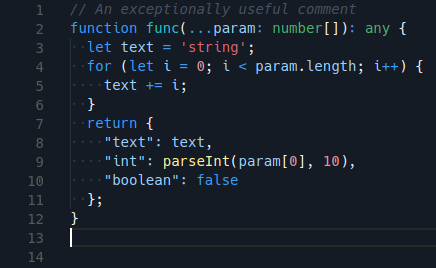 1 // An exceptionally useful comment
2 function func(...param: number[]): any {
3   let text = 'string';
4   for (let i = 0; i < param.length; i++) {
5     text += i;
6   }
7   return {
8     "text": text,
9     "int": parseInt(param[0], 10),
10     "boolean": false
11   };
12 }
13
14